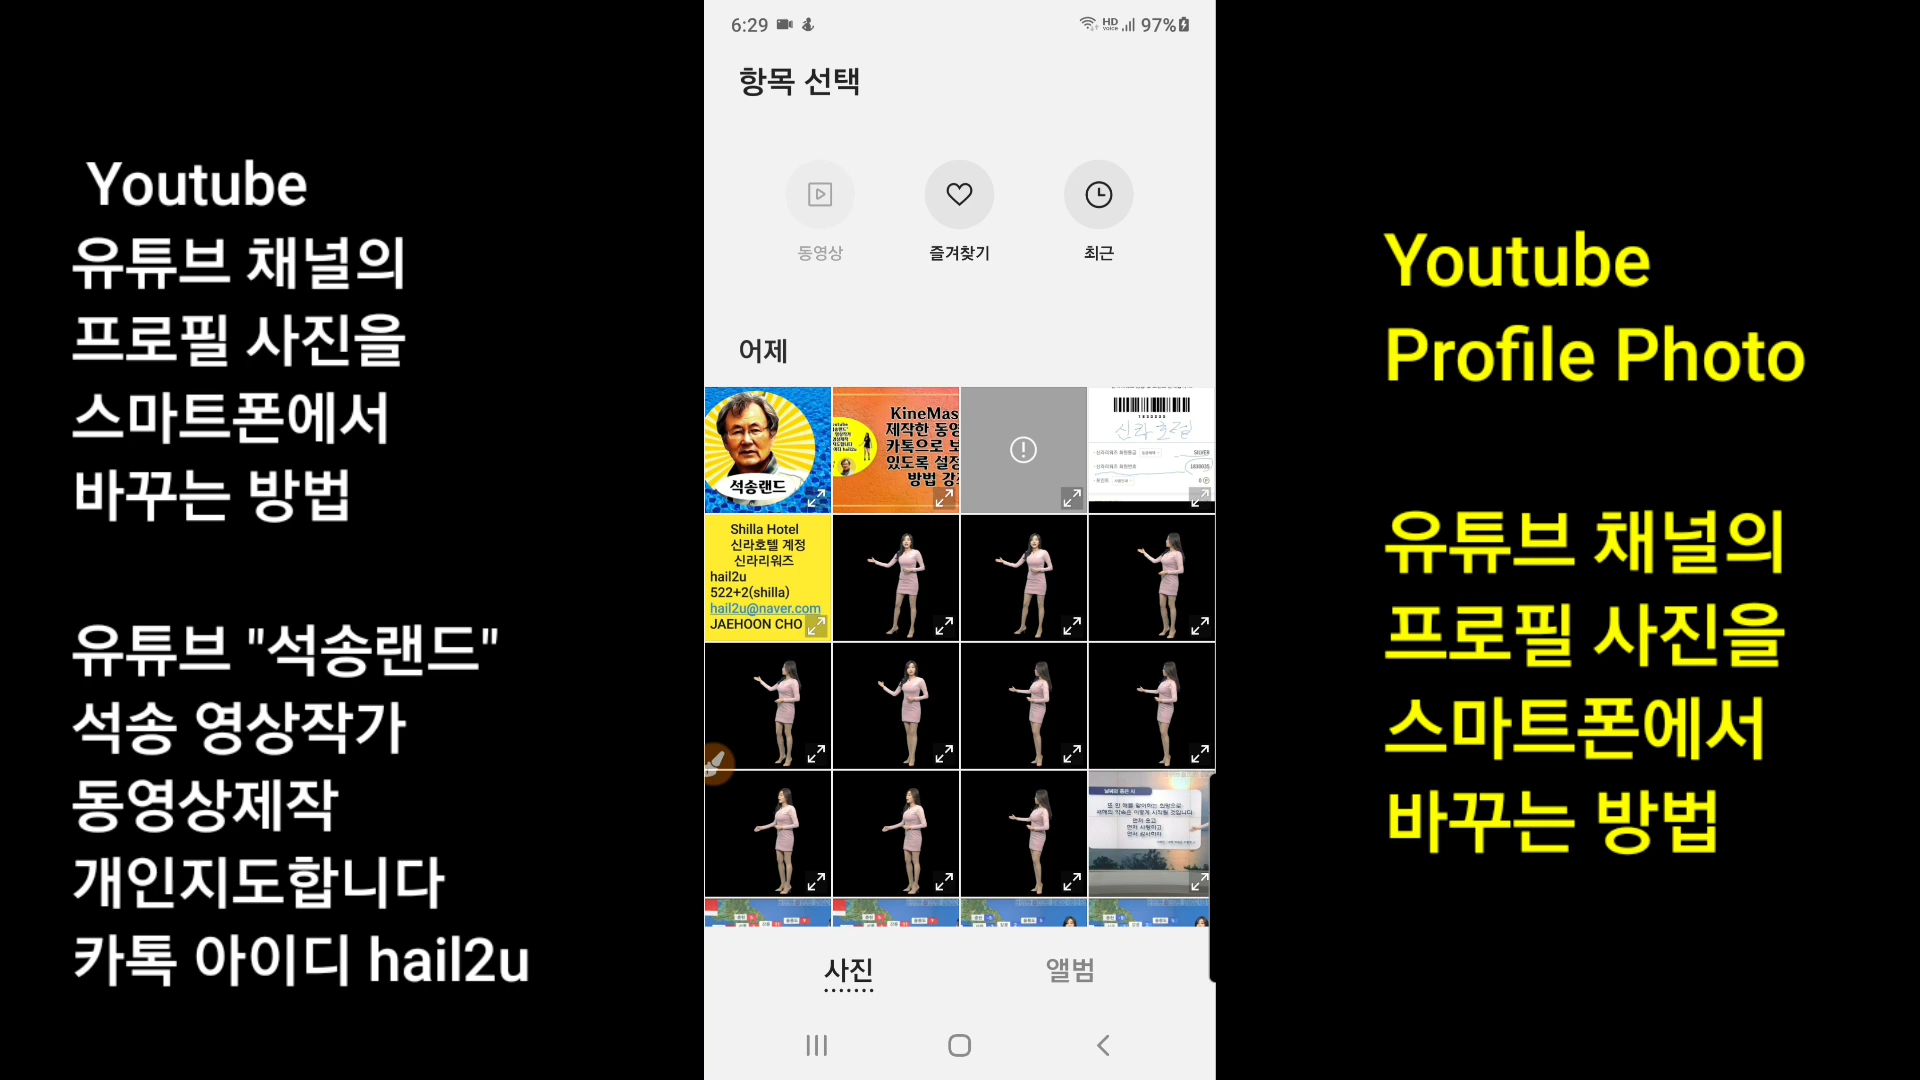 Youtube
유튜브 채널의
프로필 사진을
스마트폰에서
바꾸는 방법
유튜브 "석송랜드"
석송 영상작가
동영상제작
개인지도합니다
카톡 아이디 hail2u
6:29
HD
voice
97%
항목 선택
동영상
즐겨찾기
최근
어제
석송랜드
KineMas
제작한 동영
카톡으로 보
있도록 설정
방법 강
신라호텔
SILVER
Shilla Hotel
신라호텔 계정
신라리워즈
hail2u
522+2(shilla)
hail2u@naver.com
JAEHOON CHO
사진
앨범
Youtube
Profile Photo
유튜브 채널의
프로필 사진을
스마트폰에서
바꾸는 방법